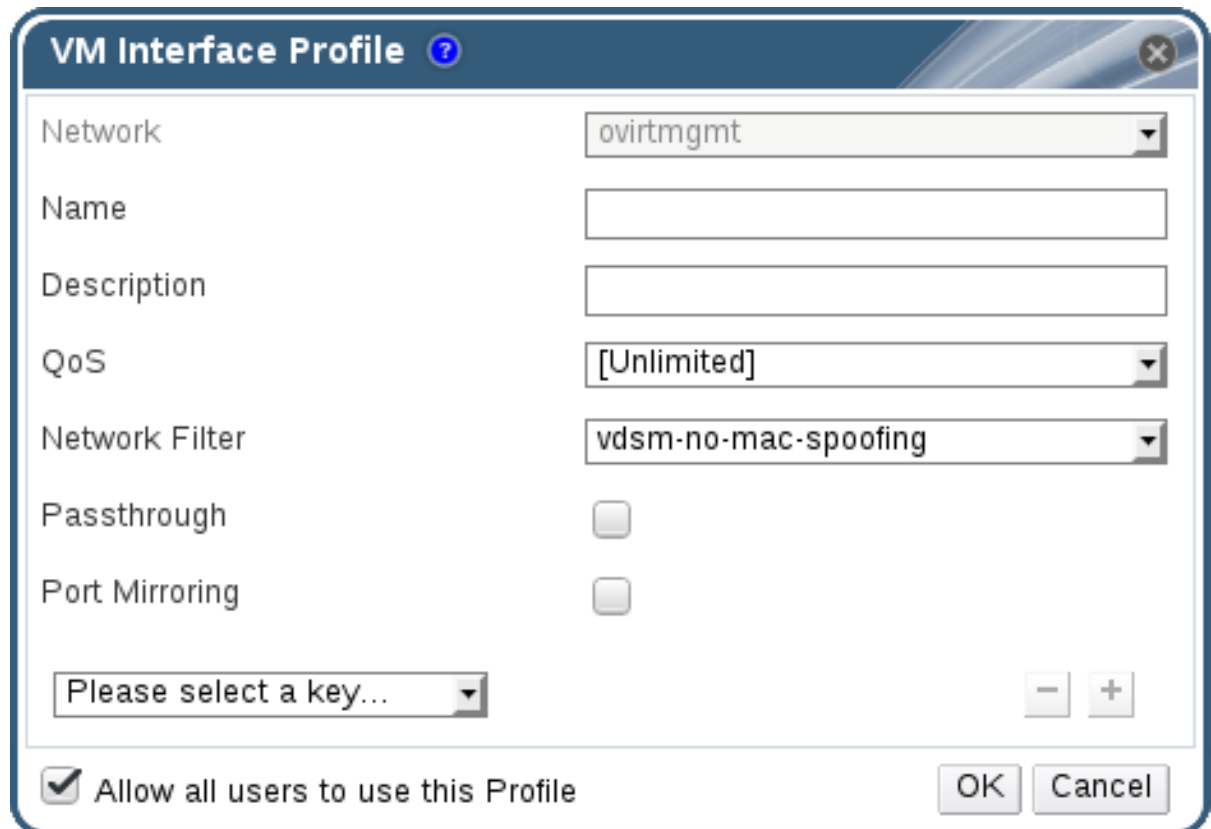 VM Interface Profile ?
Network ovirtmgmt
Name
Description
QoS [Unlimited]
Network Filter vdsm-no-mac-spoofing
Passthrough
Port Mirroring
Please select a key... − +
Allow all users to use this Profile OK Cancel